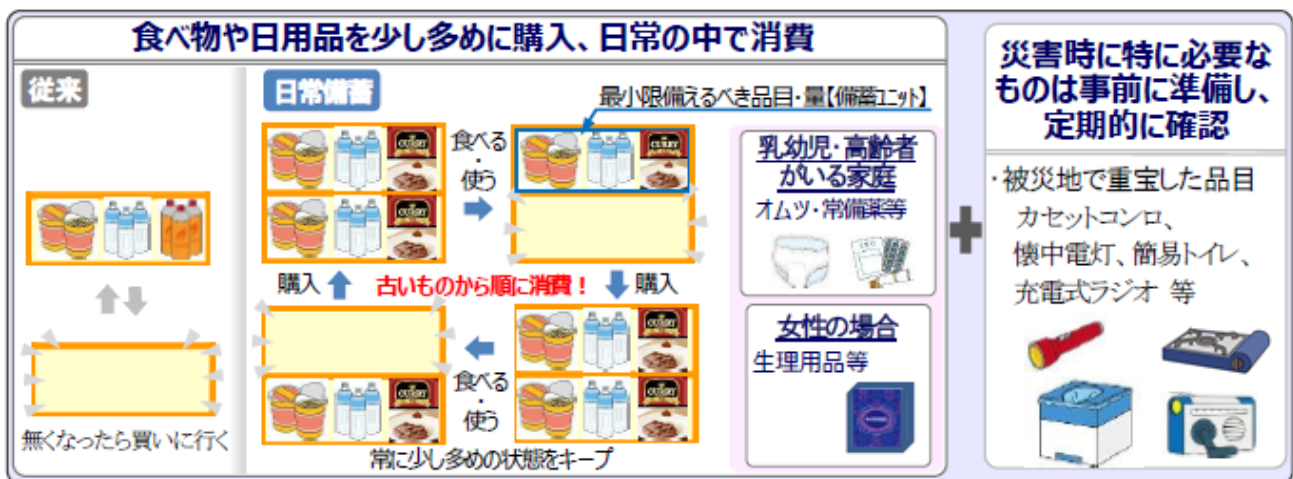 食べ物や日用品を少し多めに購入、日常の中で消費
従来
無くなったら買いに行く
日常備蓄
最小限備えるべき品目・量【備蓄ユニット】
食べる
・
使う
購入
古いものから順に消費！
購入
食べる
・
使う
常に少し多めの状態をキープ
CURRY
乳幼児・高齢者
がいる家庭
オムツ・常備薬等
女性の場合
生理用品等
災害時に特に必要な
ものは事前に準備し、
定期的に確認
・被災地で重宝した品目
カセットコンロ、
懐中電灯、簡易トイレ、
充電式ラジオ 等